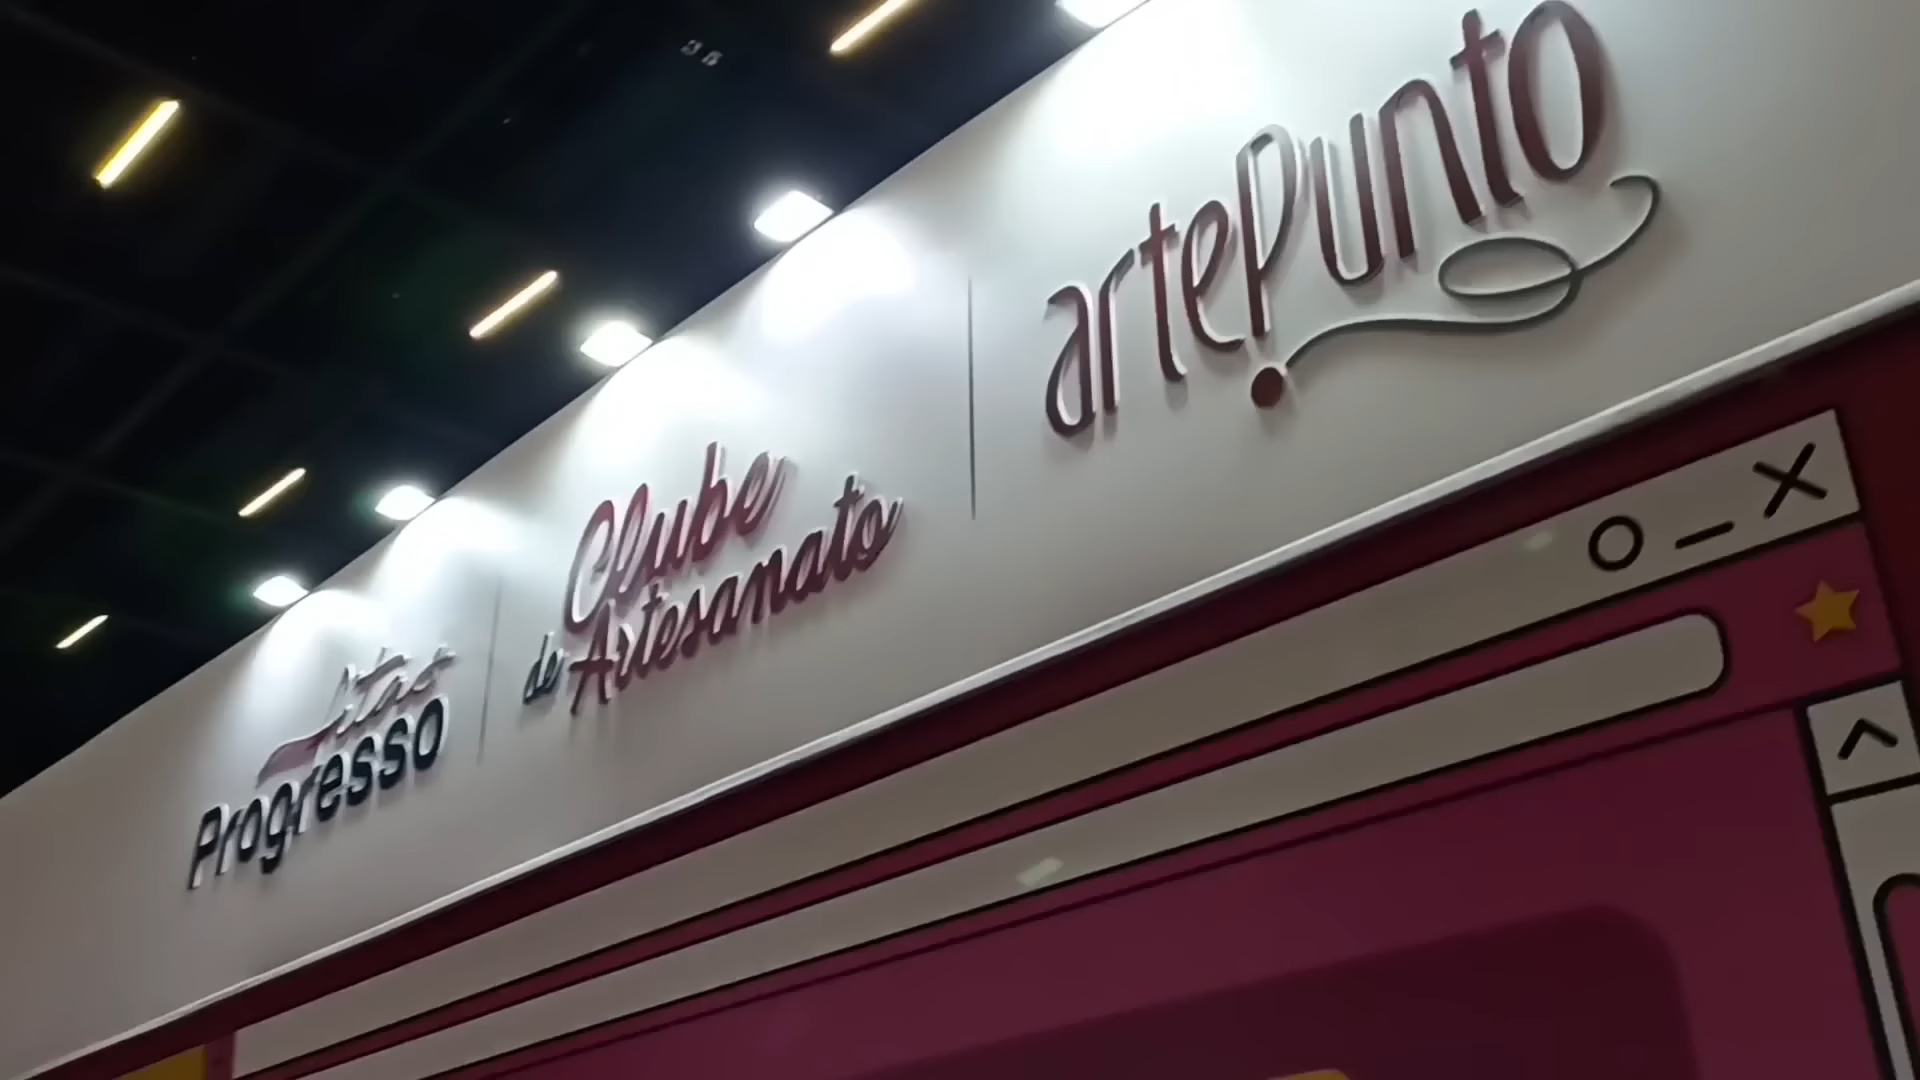 Fitas
Progresso
Clube
de Artesanato
artePunto